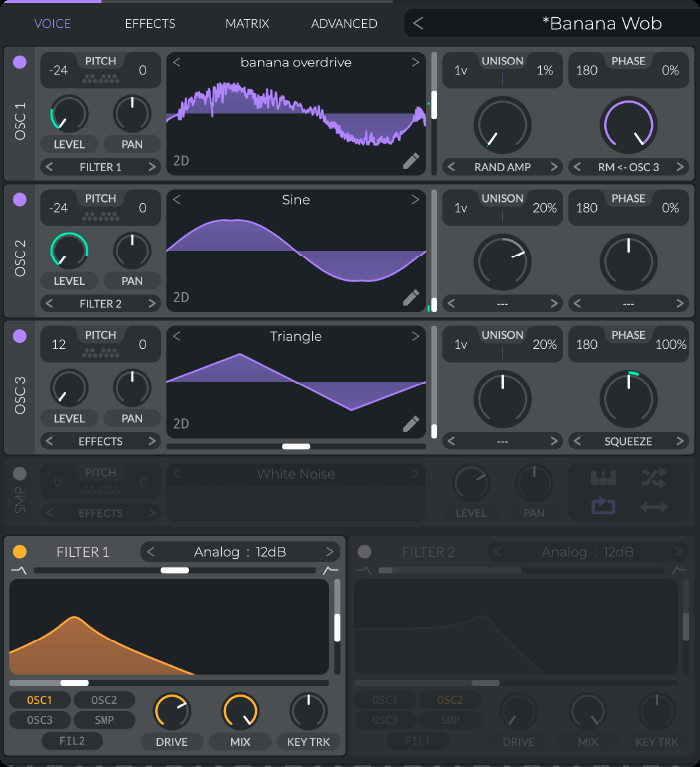 VOICE EFFECTS MATRIX ADVANCED < *Banana Wob
OSC 1
-24 PITCH 0
LEVEL PAN
< FILTER 1 >
< banana overdrive >
2D
1v UNISON 1%
< RAND AMP >
180 PHASE 0%
< RM <- OSC 3 >
OSC 2
-24 PITCH 0
LEVEL PAN
< FILTER 2 >
< Sine >
2D
1v UNISON 20%
< --- >
180 PHASE 0%
< --- >
OSC 3
12 PITCH 0
LEVEL PAN
< EFFECTS >
< Triangle >
2D
1v UNISON 20%
< --- >
180 PHASE 100%
< SQUEEZE >
SMP
0 PITCH 0
< EFFECTS >
< White Noise >
LEVEL PAN
FILTER 1 < Analog : 12dB >
OSC1 OSC2
OSC3 SMP
FIL2
DRIVE MIX KEY TRK
FILTER 2 < Analog : 12dB >
OSC1 OSC2
OSC3 SMP
FIL1
DRIVE MIX KEY TRK